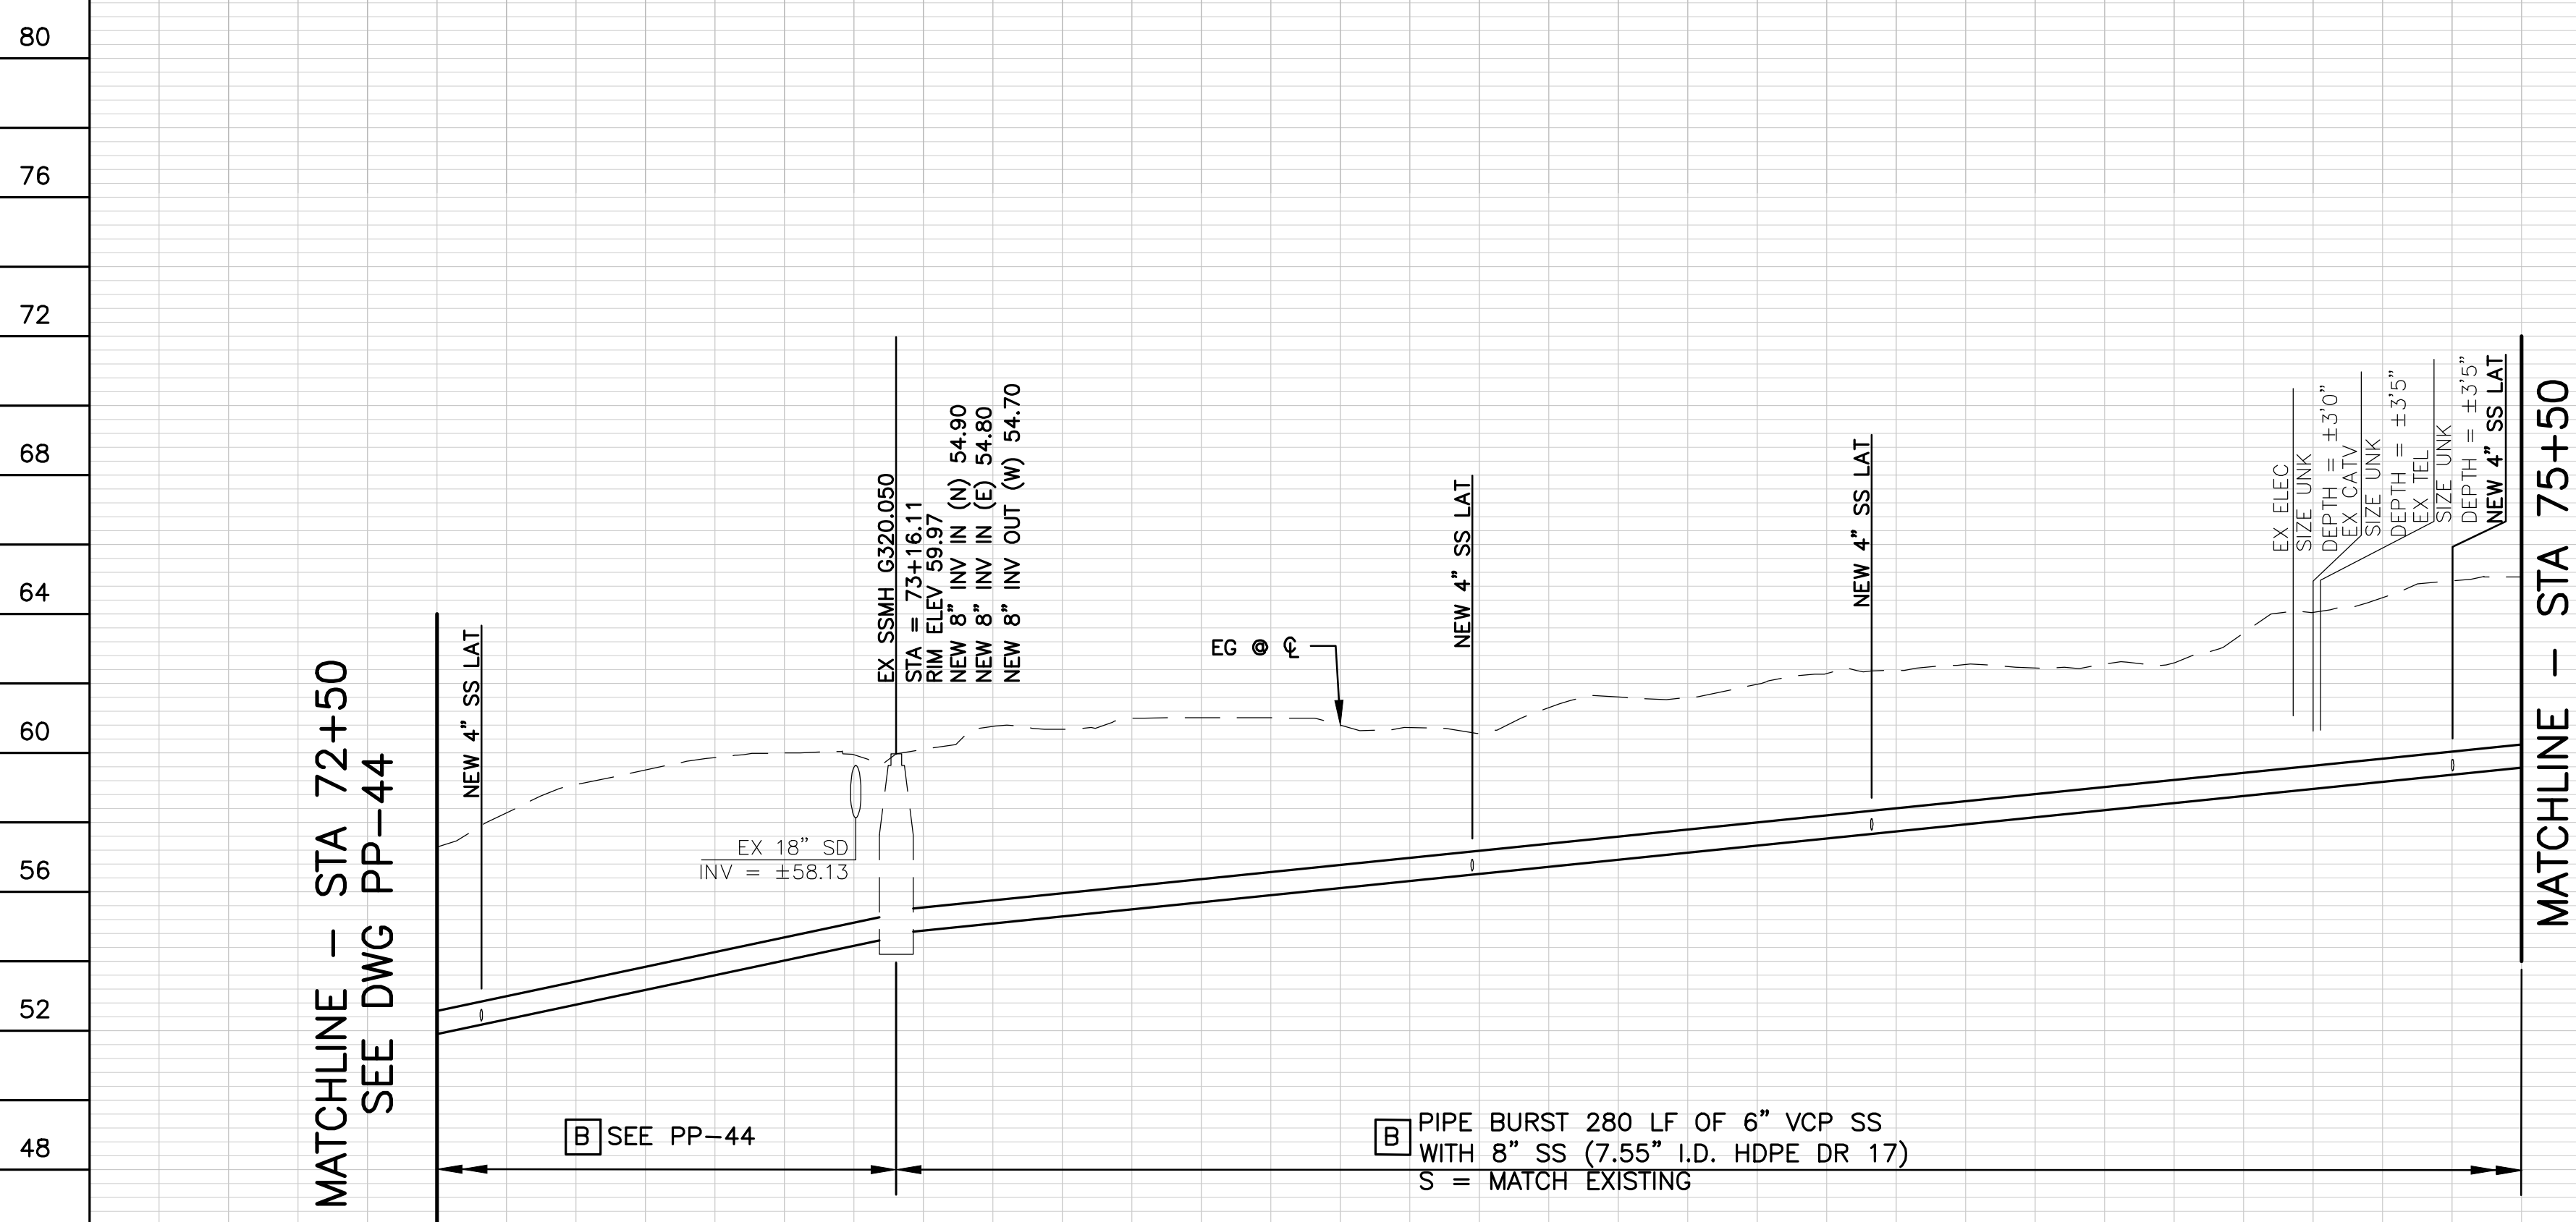 80
76
72
68
64
60
56
52
48
MATCHLINE - STA 72+50
SEE DWG PP-44
NEW 4" SS LAT
EX 18" SD
INV = ±58.13
EX SSMH G320.050
STA = 73+16.11
RIM ELEV 59.97
NEW 8" INV IN (N) 54.90
NEW 8" INV IN (E) 54.80
NEW 8" INV OUT (W) 54.70
EG @ ℄
NEW 4" SS LAT
NEW 4" SS LAT
EX ELEC
SIZE UNK
DEPTH = ±3'0"
EX CATV
SIZE UNK
DEPTH = ±3'5"
EX TEL
SIZE UNK
DEPTH = ±3'5"
NEW 4" SS LAT
MATCHLINE - STA 75+50
B SEE PP-44
B PIPE BURST 280 LF OF 6" VCP SS
WITH 8" SS (7.55" I.D. HDPE DR 17)
S = MATCH EXISTING